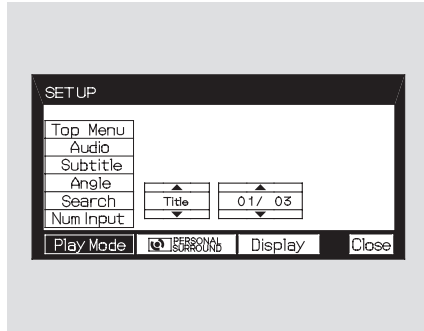 SETUP
Top Menu
Audio
Subtitle
Angle
Search
Num Input
Title
01/ 03
Play Mode
PERSONAL
SURROUND
Display
Close